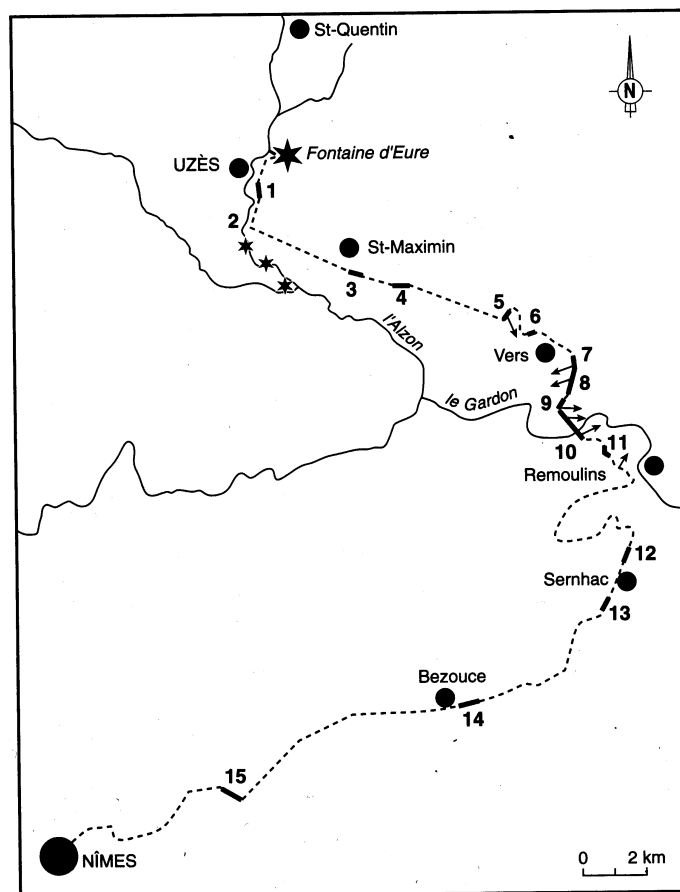 St-Quentin
N
UZÈS
Fontaine d'Eure
1
2
St-Maximin
3
4
5
6
l'Alzon
Vers
7
8
le Gardon
9
10
11
Remoulins
12
Sernhac
13
Bezouce
14
15
NÎMES
0
2 km